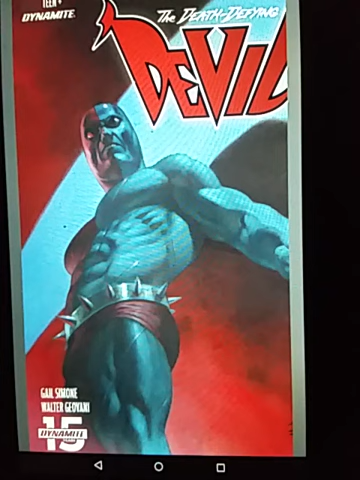 TEEN+
DYNAMITE.
The DEATH-DEFYING
DEVIL
GAIL SIMONE
WALTER GEOVANI
15
DYNAMITE